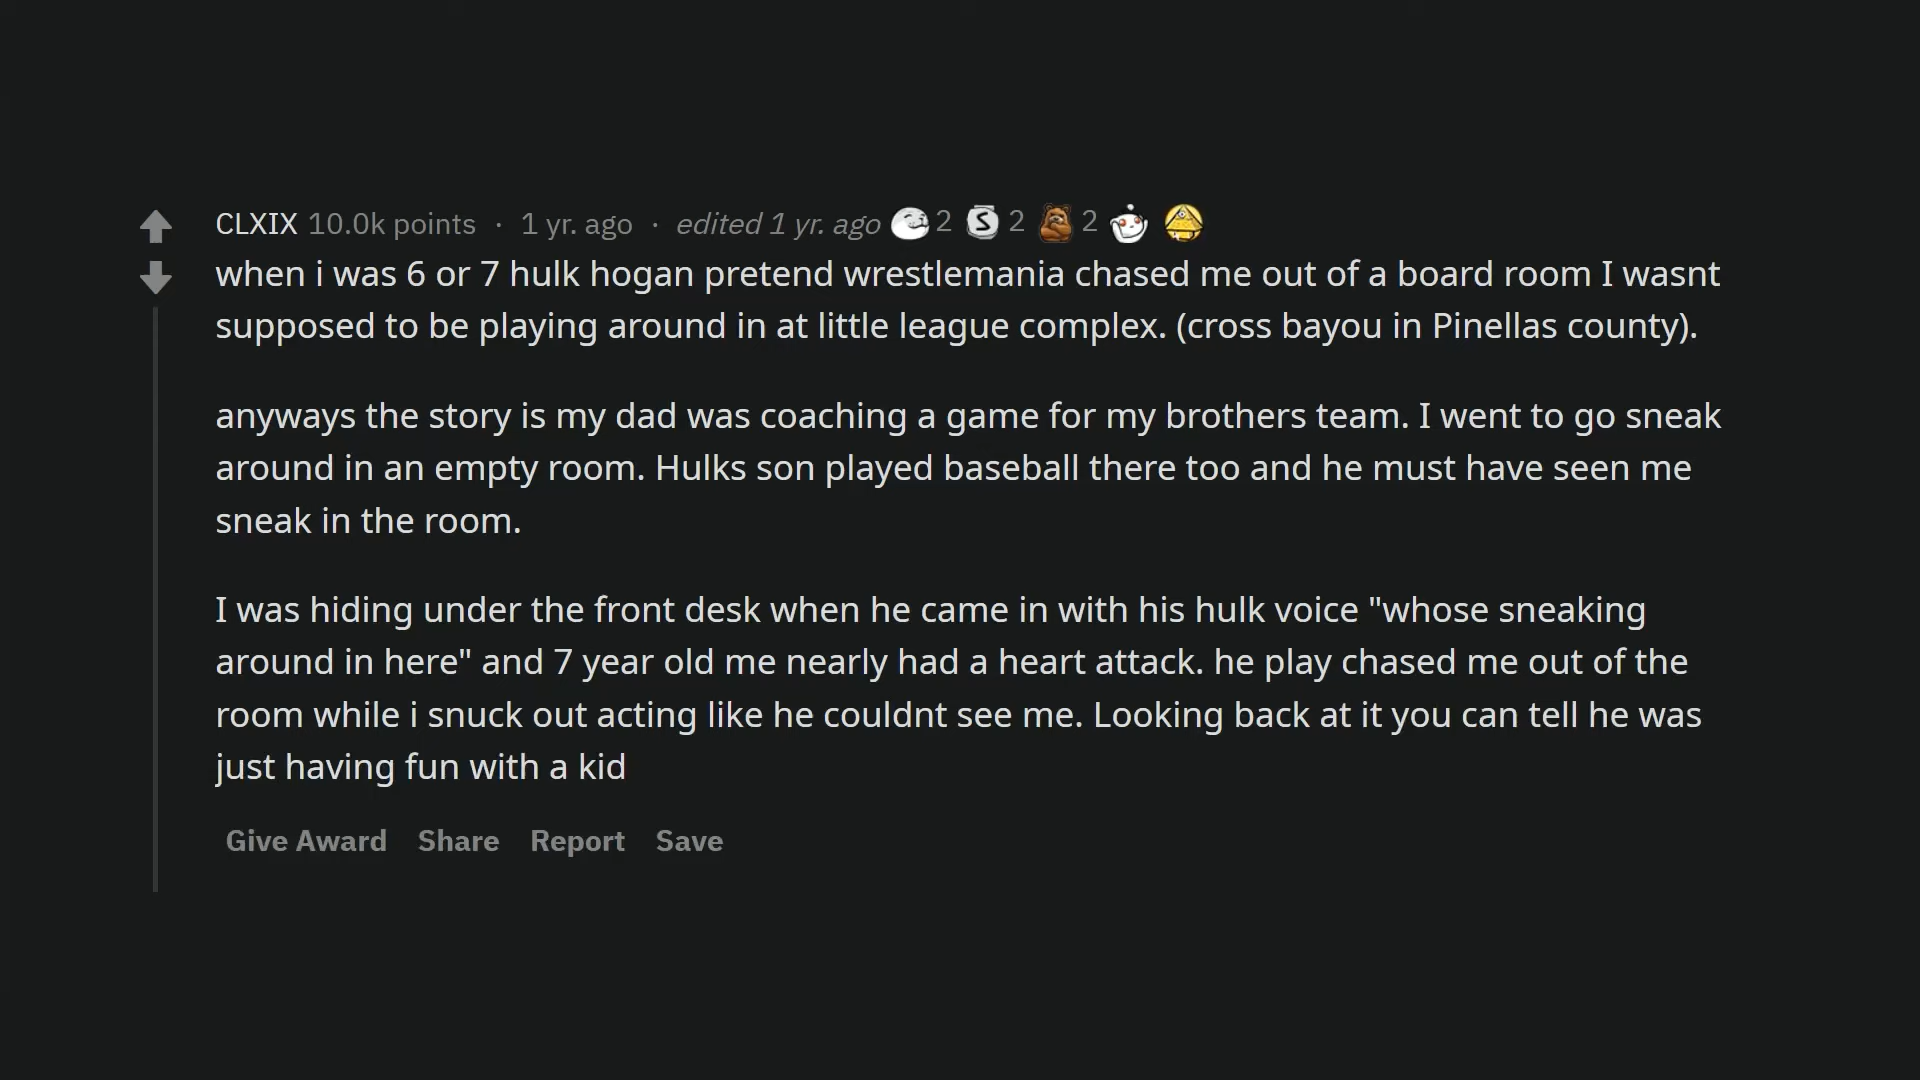 CLXIX 10.0k points · 1 yr. ago · edited 1 yr. ago 2 S 2 2
when i was 6 or 7 hulk hogan pretend wrestlemania chased me out of a board room I wasnt
supposed to be playing around in at little league complex. (cross bayou in Pinellas county).
anyways the story is my dad was coaching a game for my brothers team. I went to go sneak
around in an empty room. Hulks son played baseball there too and he must have seen me
sneak in the room.
I was hiding under the front desk when he came in with his hulk voice "whose sneaking
around in here" and 7 year old me nearly had a heart attack. he play chased me out of the
room while i snuck out acting like he couldnt see me. Looking back at it you can tell he was
just having fun with a kid
Give Award Share Report Save